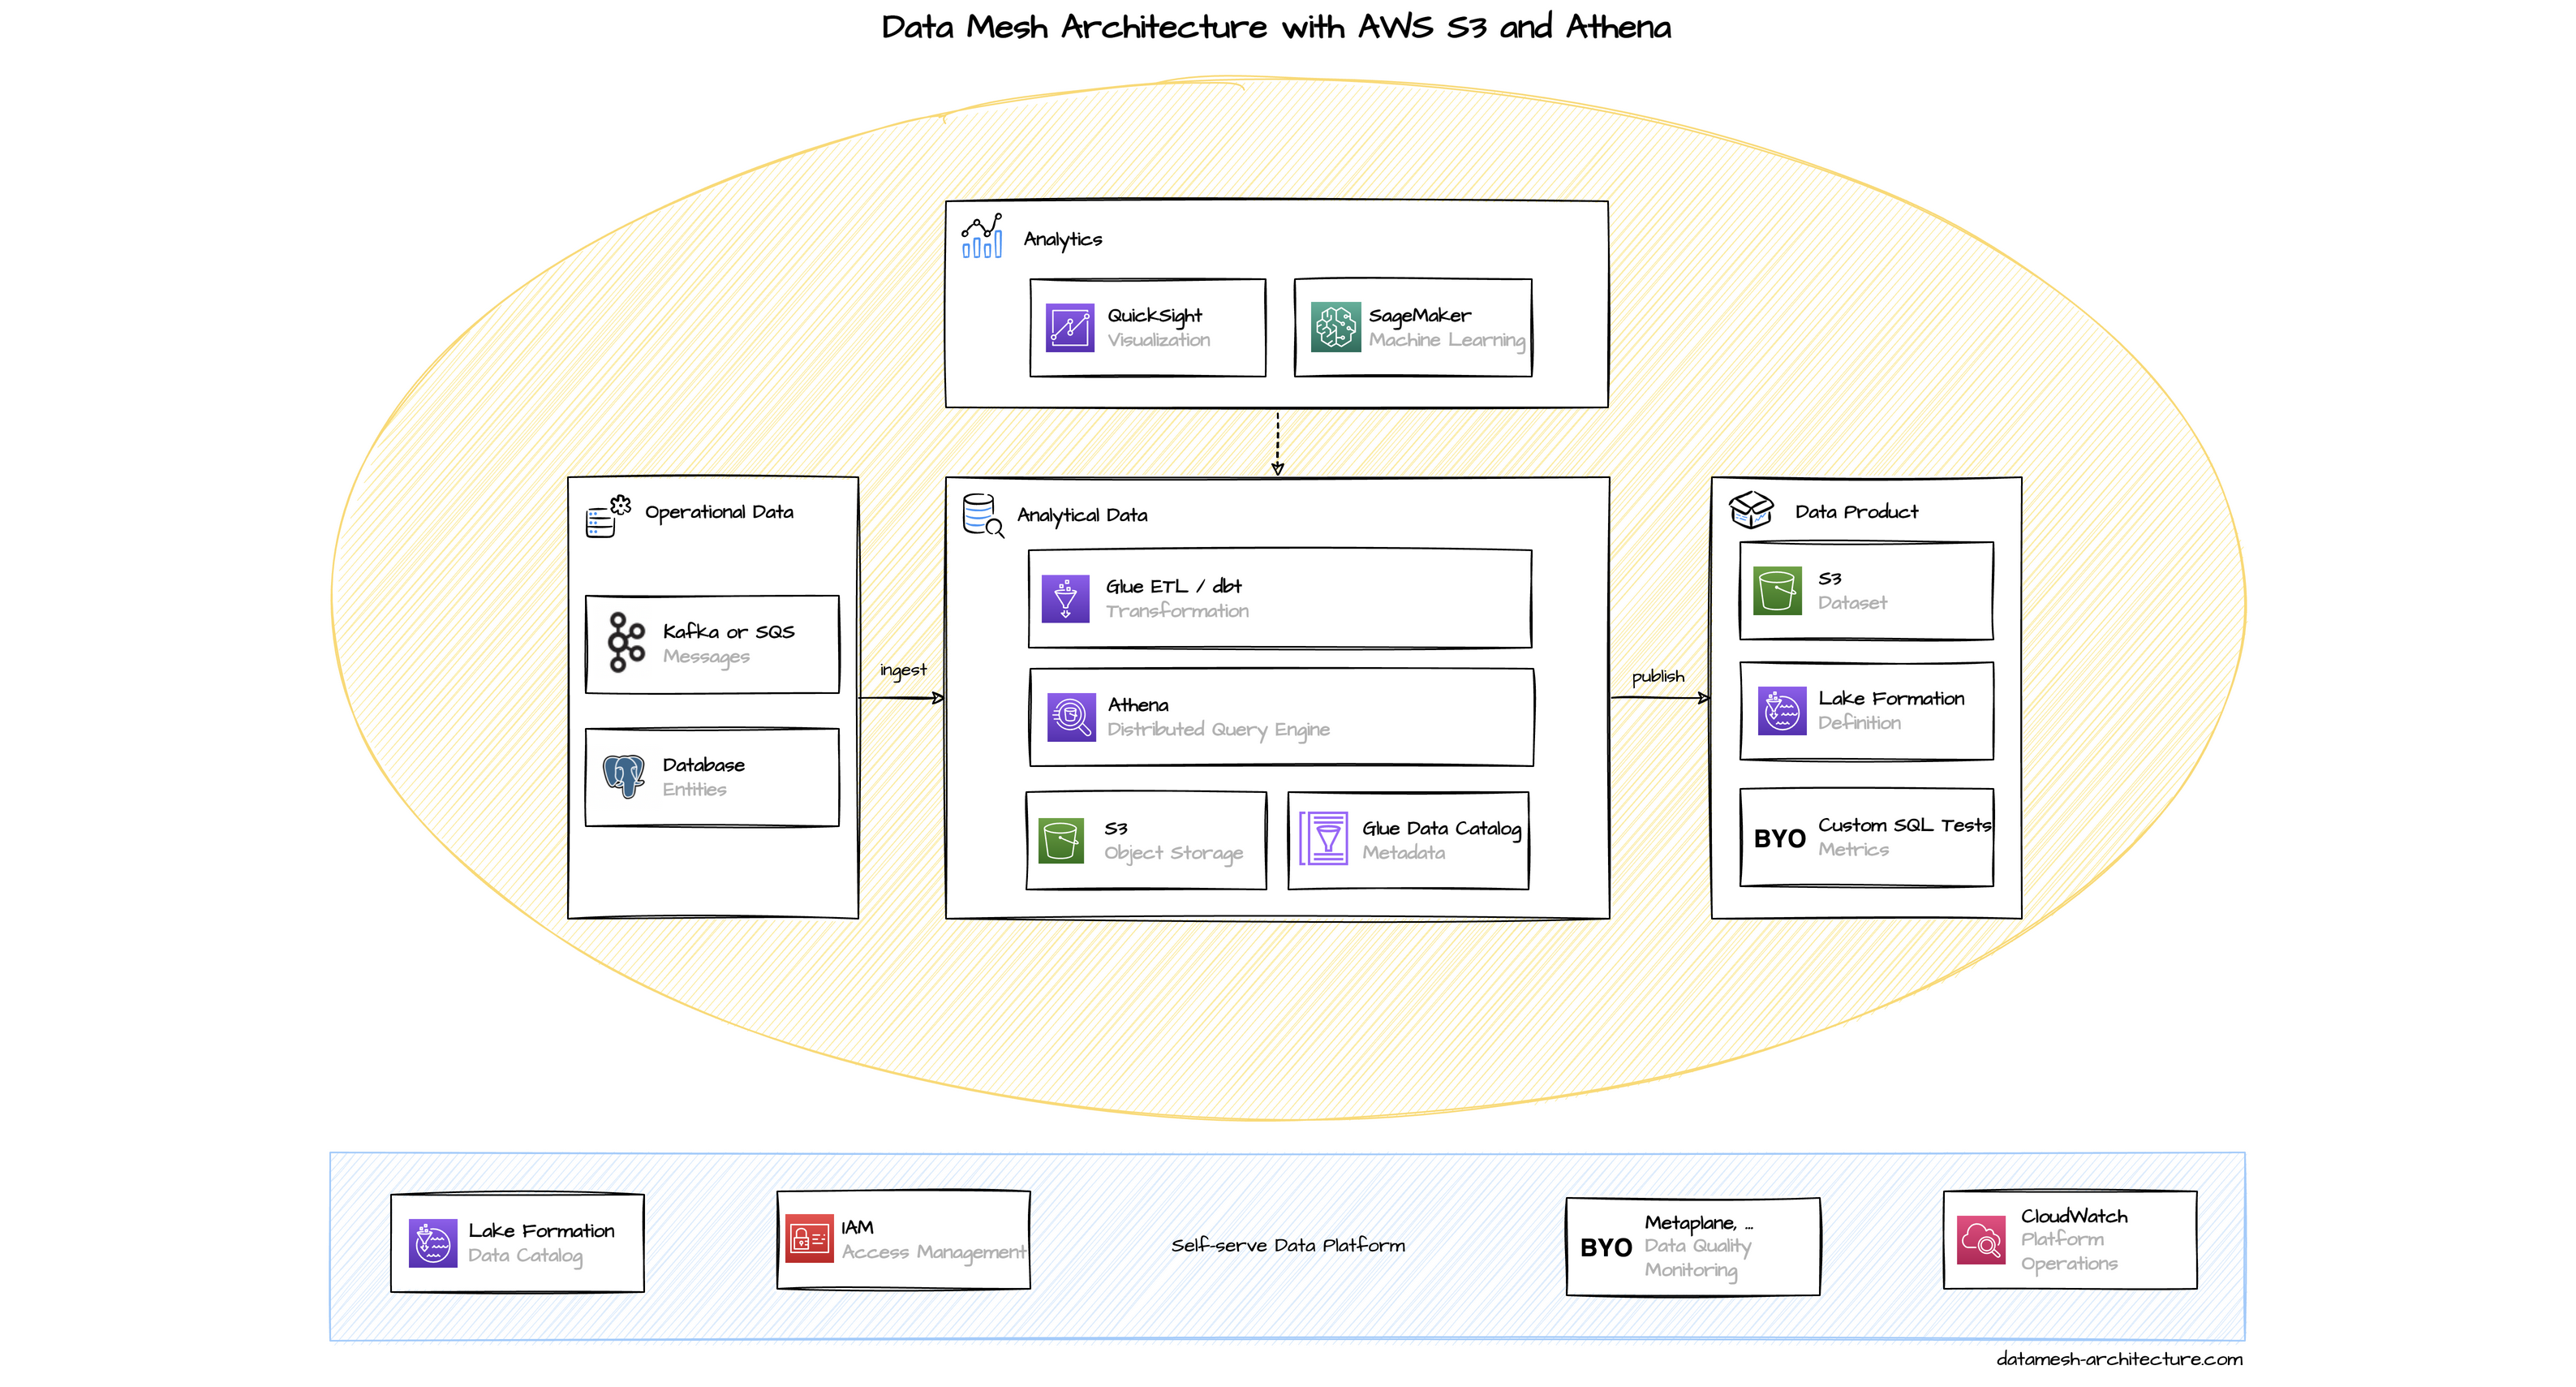 Data Mesh Architecture with AWS S3 and Athena
Analytics
QuickSight
Visualization
SageMaker
Machine Learning
Operational Data
Kafka or SQS
Messages
Database
Entities
ingest
Analytical Data
Glue ETL / dbt
Transformation
Athena
Distributed Query Engine
S3
Object Storage
Glue Data Catalog
Metadata
publish
Data Product
S3
Dataset
Lake Formation
Definition
BYO
Custom SQL Tests
Metrics
Lake Formation
Data Catalog
IAM
Access Management
Self-serve Data Platform
BYO
Metaplane, ...
Data Quality
Monitoring
CloudWatch
Platform
Operations
datamesh-architecture.com